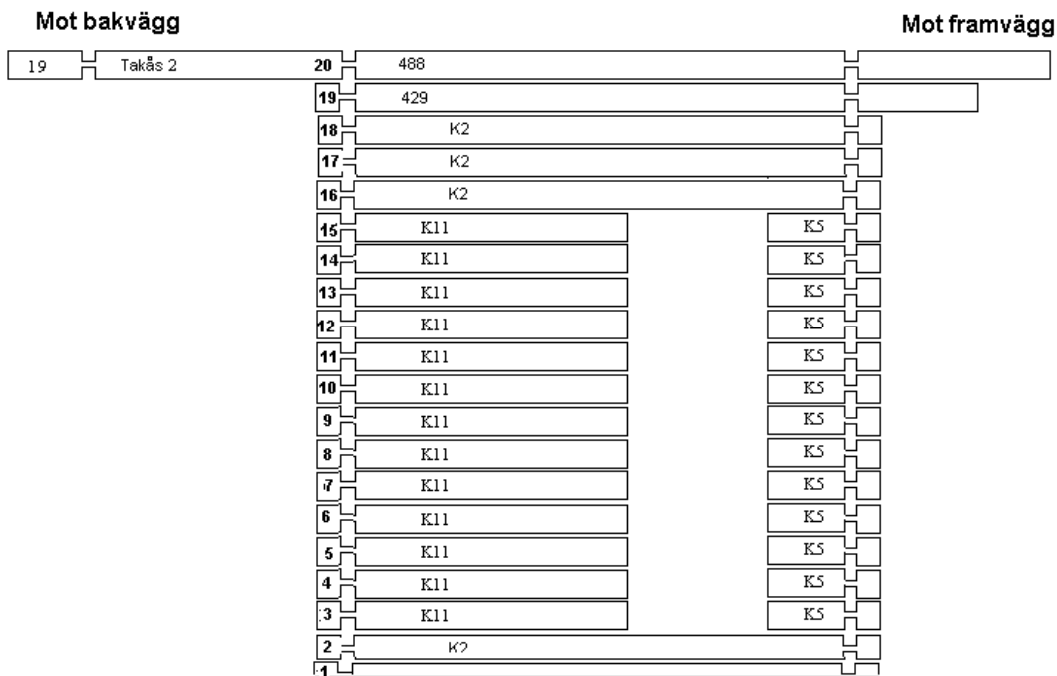 Mot bakvägg Mot framvägg
19 Takås 2 20 488
19 429
18 K2
17 K2
16 K2
15 K11 K5
14 K11 K5
13 K11 K5
12 K11 K5
11 K11 K5
10 K11 K5
9 K11 K5
8 K11 K5
7 K11 K5
6 K11 K5
5 K11 K5
4 K11 K5
3 K11 K5
2 K2
1